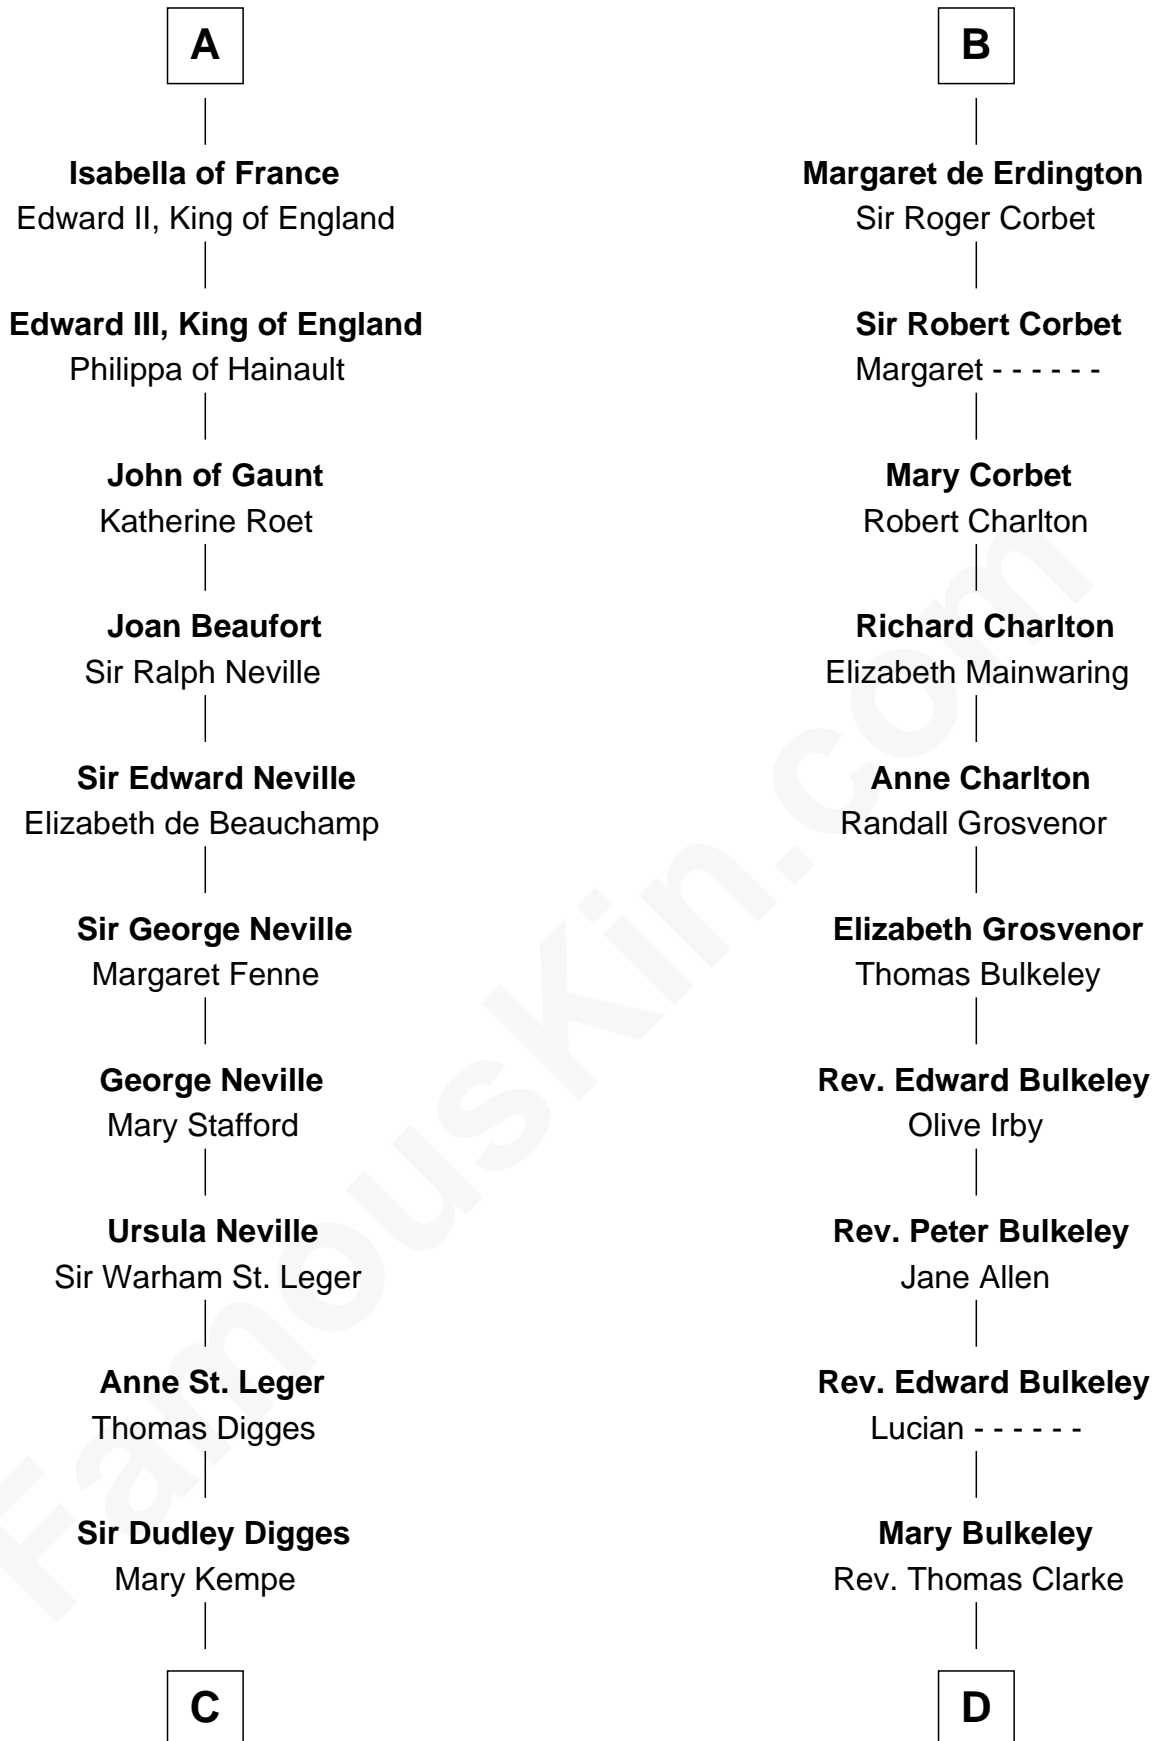 A
Isabella of France
Edward II, King of England
Edward III, King of England
Philippa of Hainault
John of Gaunt
Katherine Roet
Joan Beaufort
Sir Ralph Neville
Sir Edward Neville
Elizabeth de Beauchamp
Sir George Neville
Margaret Fenne
George Neville
Mary Stafford
Ursula Neville
Sir Warham St. Leger
Anne St. Leger
Thomas Digges
Sir Dudley Digges
Mary Kempe
C
B
Margaret de Erdington
Sir Roger Corbet
Sir Robert Corbet
Margaret - - - - - -
Mary Corbet
Robert Charlton
Richard Charlton
Elizabeth Mainwaring
Anne Charlton
Randall Grosvenor
Elizabeth Grosvenor
Thomas Bulkeley
Rev. Edward Bulkeley
Olive Irby
Rev. Peter Bulkeley
Jane Allen
Rev. Edward Bulkeley
Lucian - - - - - -
Mary Bulkeley
Rev. Thomas Clarke
D
FamousKin.com